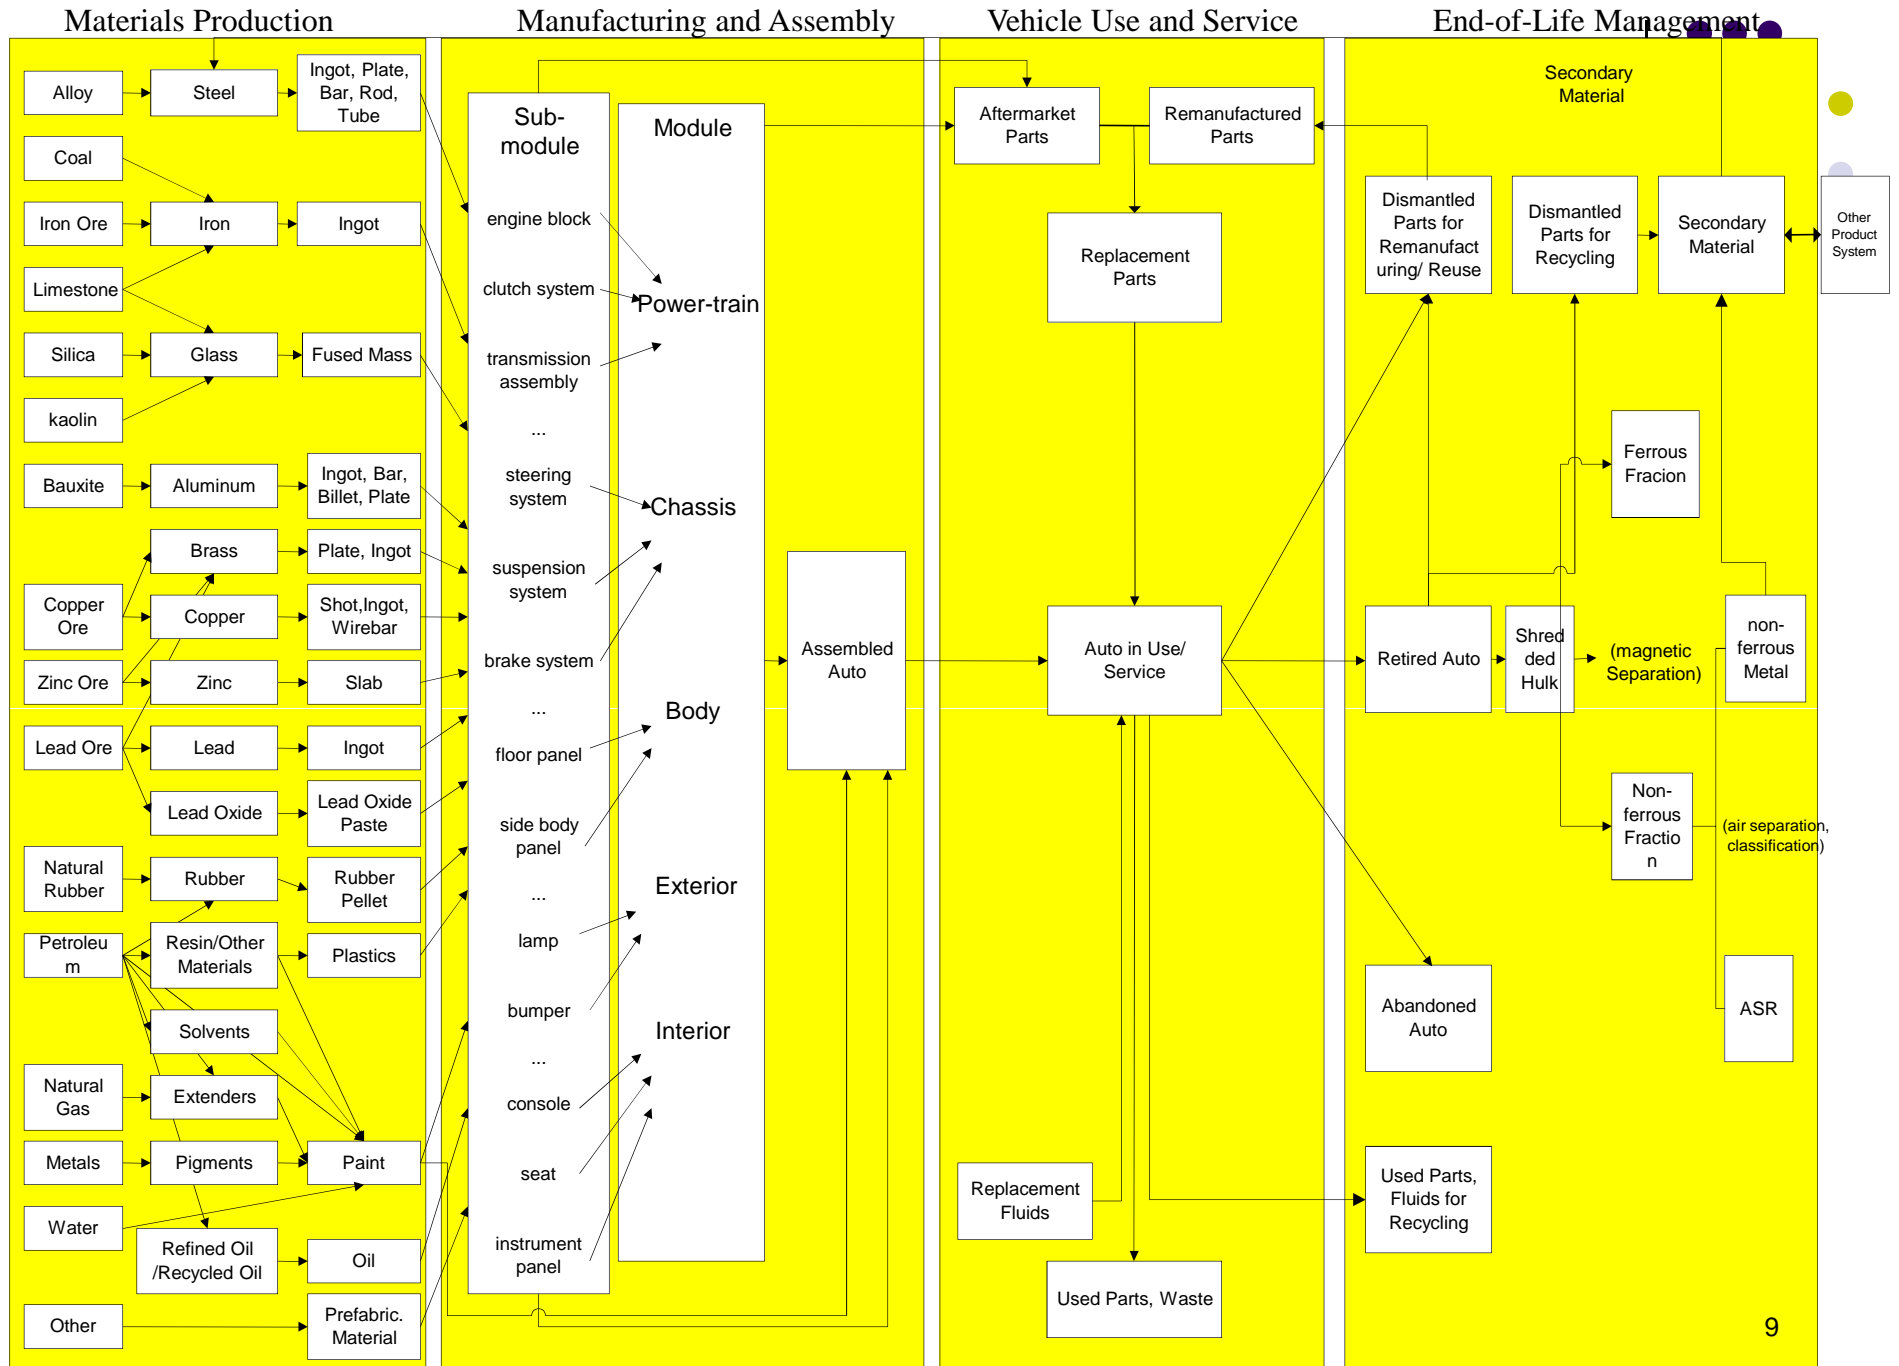 Materials Production
Manufacturing and Assembly
Vehicle Use and Service
End-of-Life Management
Alloy
Steel
Ingot, Plate,
Bar, Rod,
Tube
Coal
Iron Ore
Iron
Ingot
Limestone
Silica
Glass
Fused Mass
kaolin
Bauxite
Aluminum
Ingot, Bar,
Billet, Plate
Brass
Plate, Ingot
Copper
Ore
Copper
Shot,Ingot,
Wirebar
Zinc Ore
Zinc
Slab
Lead Ore
Lead
Ingot
Lead Oxide
Lead Oxide
Paste
Natural
Rubber
Rubber
Rubber
Pellet
Petroleu
m
Resin/Other
Materials
Plastics
Solvents
Natural
Gas
Extenders
Metals
Pigments
Paint
Water
Refined Oil
/Recycled Oil
Oil
Other
Prefabric.
Material
Sub-
module
engine block
clutch system
transmission
assembly
...
steering
system
suspension
system
brake system
...
floor panel
side body
panel
...
lamp
bumper
...
console
seat
instrument
panel
Module
Power-train
Chassis
Body
Exterior
Interior
Assembled
Auto
Aftermarket
Parts
Remanufactured
Parts
Replacement
Parts
Auto in Use/
Service
Replacement
Fluids
Used Parts, Waste
Secondary
Material
Dismantled
Parts for
Remanufact
uring/ Reuse
Dismantled
Parts for
Recycling
Secondary
Material
Other
Product
System
Ferrous
Fracion
Retired Auto
Shred
ded
Hulk
(magnetic
Separation)
non-
ferrous
Metal
Non-
ferrous
Fractio
n
(air separation,
classification)
Abandoned
Auto
ASR
Used Parts,
Fluids for
Recycling
9